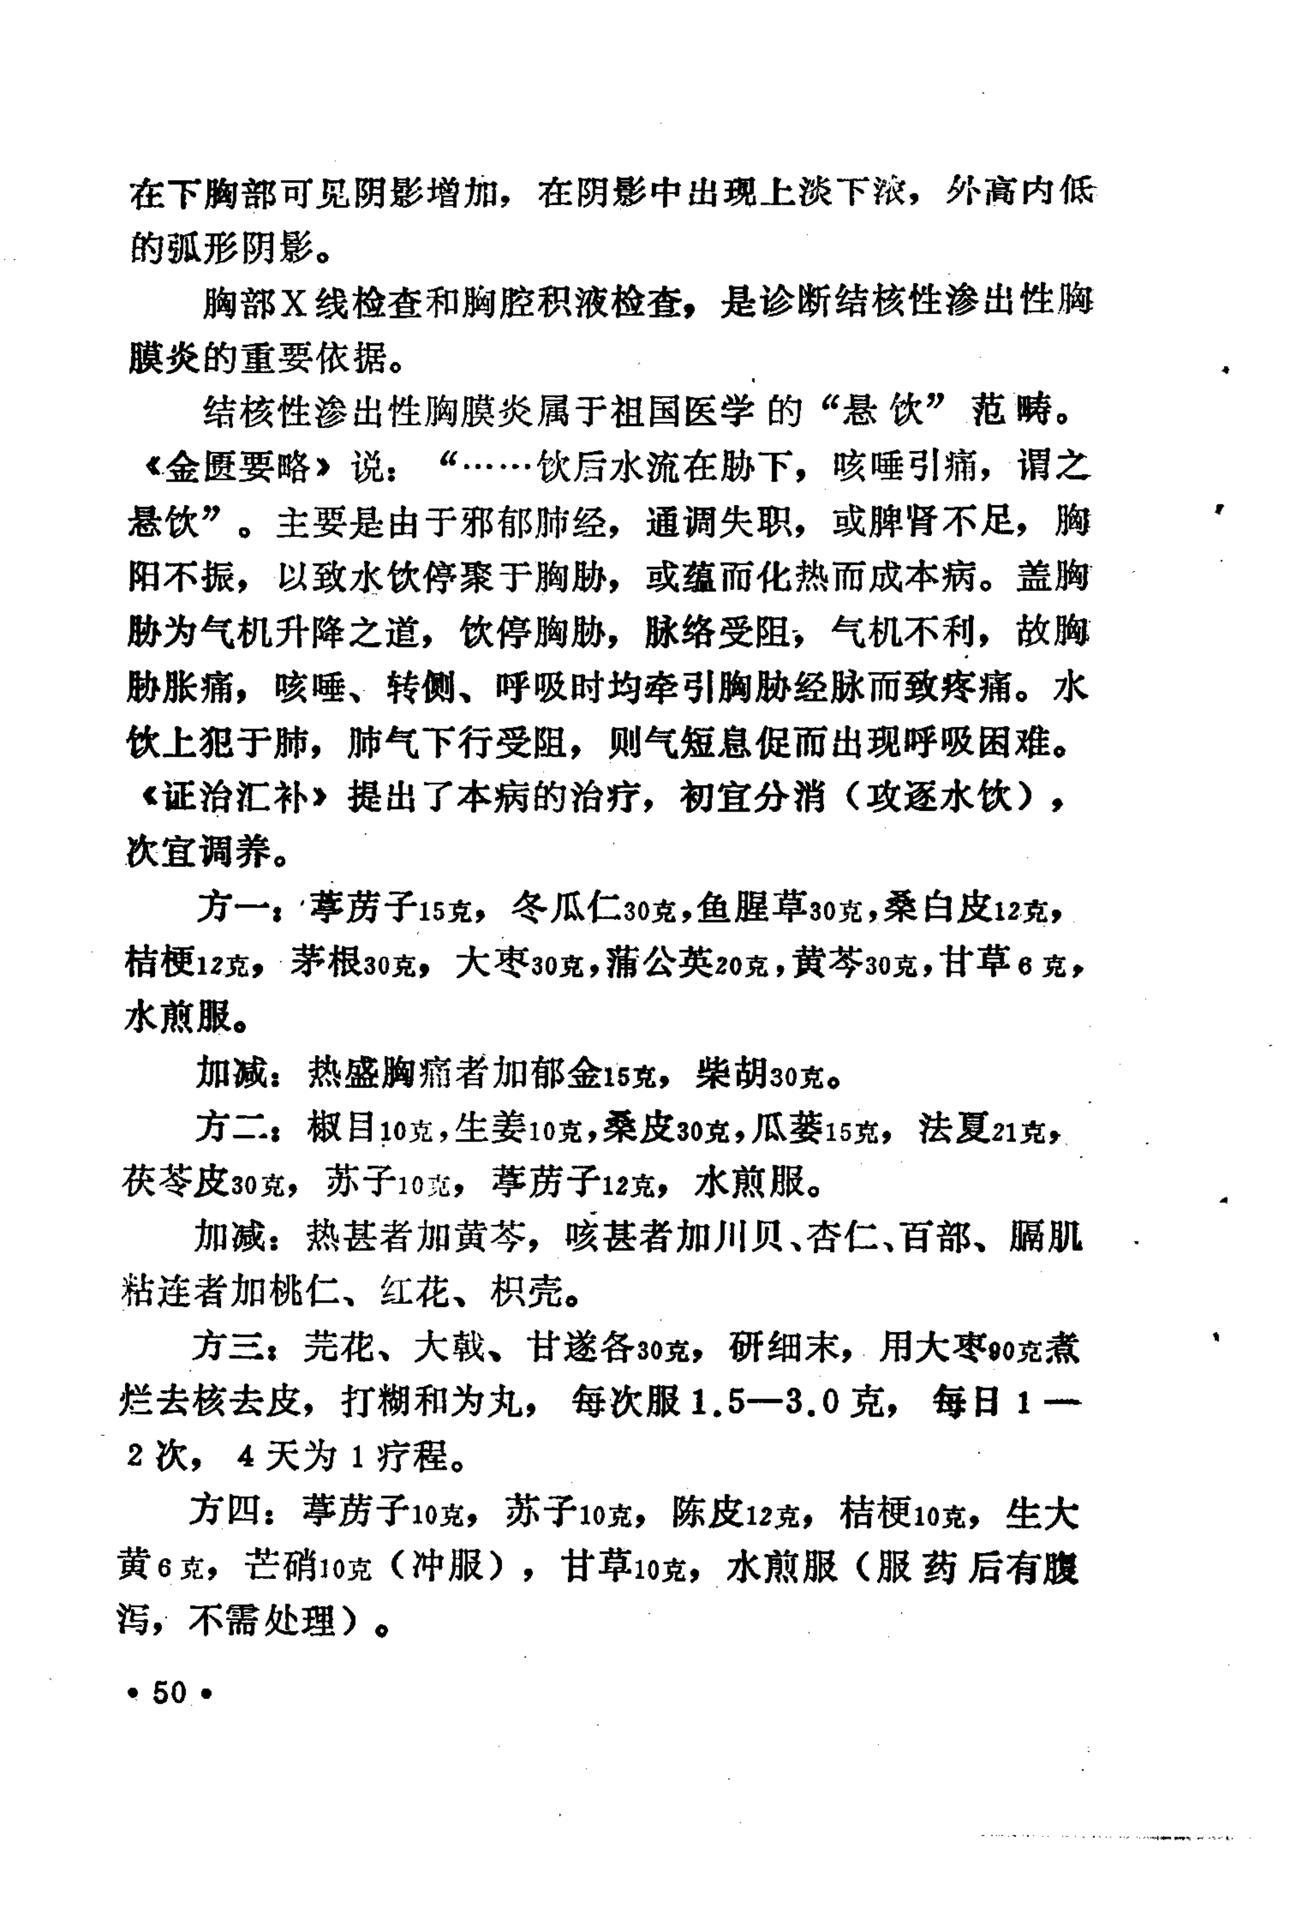 在下胸部可见阴影增加，在阴影中出现上淡下浓，外高内低
的弧形阴影。
胸部X线检查和胸腔积液检查，是诊断结核性渗出性胸
膜炎的重要依据。
结核性渗出性胸膜炎属于祖国医学的“悬饮”范畴。
《金匮要略》说：“……饮后水流在胁下，咳唾引痛，谓之
悬饮”。主要是由于邪郁肺经，通调失职，或脾肾不足，胸
阳不振，以致水饮停聚于胸胁，或蕴而化热而成本病。盖胸
胁为气机升降之道，饮停胸胁，脉络受阻，气机不利，故胸
胁胀痛，咳唾、转侧、呼吸时均牵引胸胁经脉而致疼痛。水
饮上犯于肺，肺气下行受阻，则气短息促而出现呼吸困难。
《证治汇补》提出了本病的治疗，初宜分消（攻逐水饮），
次宜调养。
方一：葶苈子15克，冬瓜仁30克，鱼腥草30克，桑白皮12克，
桔梗12克，茅根30克，大枣30克，蒲公英20克，黄芩30克，甘草6克，
水煎服。
加减：热盛胸痛者加郁金15克，柴胡30克。
方二：椒目10克，生姜10克，桑皮30克，瓜蒌15克，法夏21克，
茯苓皮30克，苏子10克，葶苈子12克，水煎服。
加减：热甚者加黄芩，咳甚者加川贝、杏仁、百部、膈肌
粘连者加桃仁、红花、枳壳。
方三：芫花、大戟、甘遂各30克，研细末，用大枣90克煮
烂去核去皮，打糊和为丸，每次服1.5—3.0克，每日1—
2次，4天为1疗程。
方四：葶苈子10克，苏子10克，陈皮12克，桔梗10克，生大
黄6克，芒硝10克（冲服），甘草10克，水煎服（服药后有腹
泻，不需处理）。
•50•